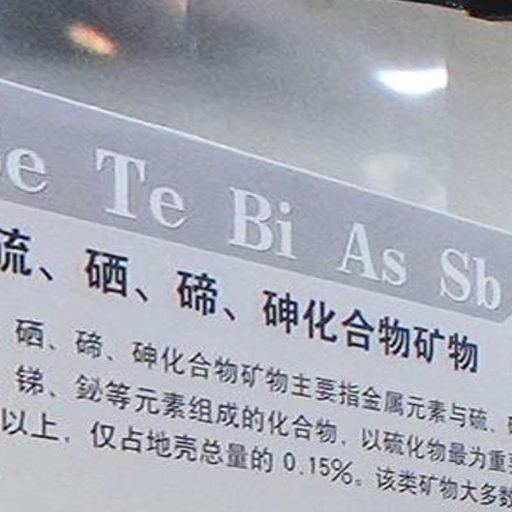 e Te Bi As Sb
硫、硒、碲、砷化合物矿物
硒、碲、砷化合物矿物主要指金属元素与硫、
锑、鉍等元素组成的化合物，以硫化物最为重
以上，仅占地壳总量的 0.15%。该类矿物大多数